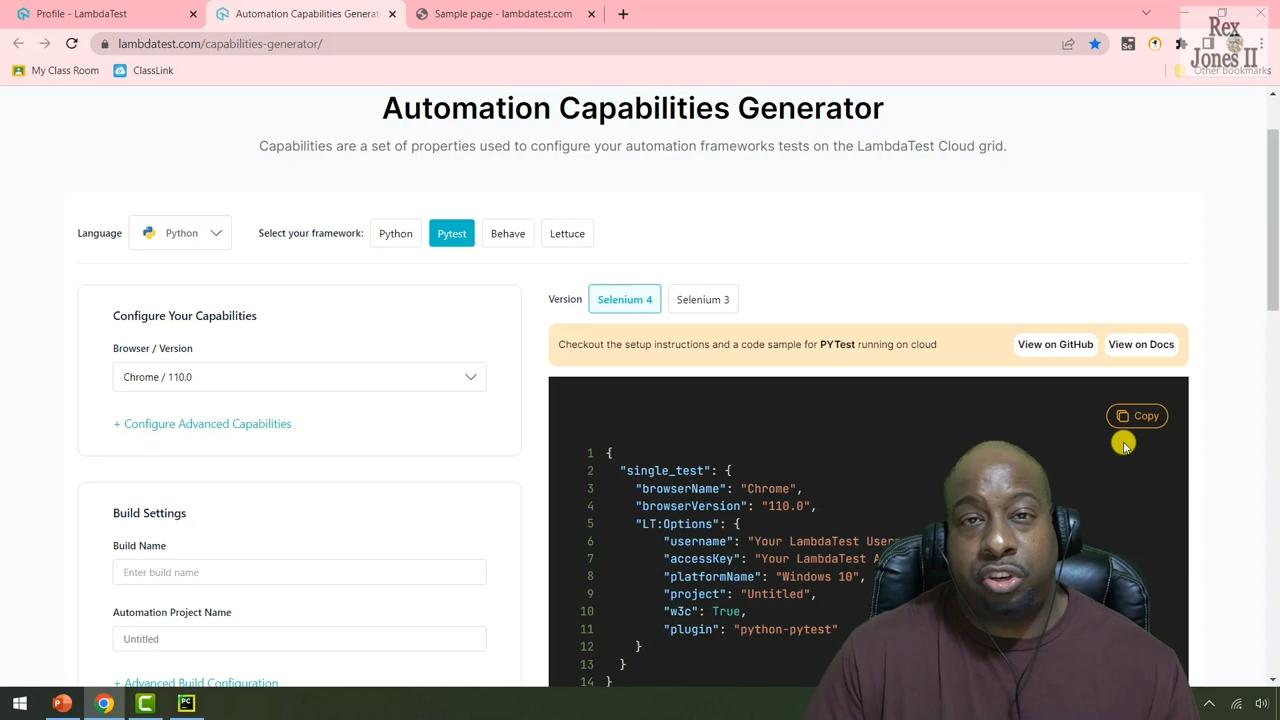 Profile - LambdaTest
Automation Capabilities Generat
Sample page - lambdatest.com
lambdatest.com/capabilities-generator/
My Class Room
ClassLink
Other bookmarks
Rex
Jones II
Automation Capabilities Generator
Capabilities are a set of properties used to configure your automation frameworks tests on the LambdaTest Cloud grid.
Language
Python
Select your framework:
Python
Pytest
Behave
Lettuce
Configure Your Capabilities
Browser / Version
Chrome / 110.0
+ Configure Advanced Capabilities
Build Settings
Build Name
Enter build name
Automation Project Name
Untitled
+ Advanced Build Configuration
Version
Selenium 4
Selenium 3
Checkout the setup instructions and a code sample for PYTest running on cloud
View on GitHub
View on Docs
Copy
1 {
2 "single_test": {
3 "browserName": "Chrome",
4 "browserVersion": "110.0",
5 "LT:Options": {
6 "username": "Your LambdaTest User
7 "accessKey": "Your LambdaTest A
8 "platformName": "Windows 10",
9 "project": "Untitled",
10 "w3c": True,
11 "plugin": "python-pytest"
12 }
13 }
14 }